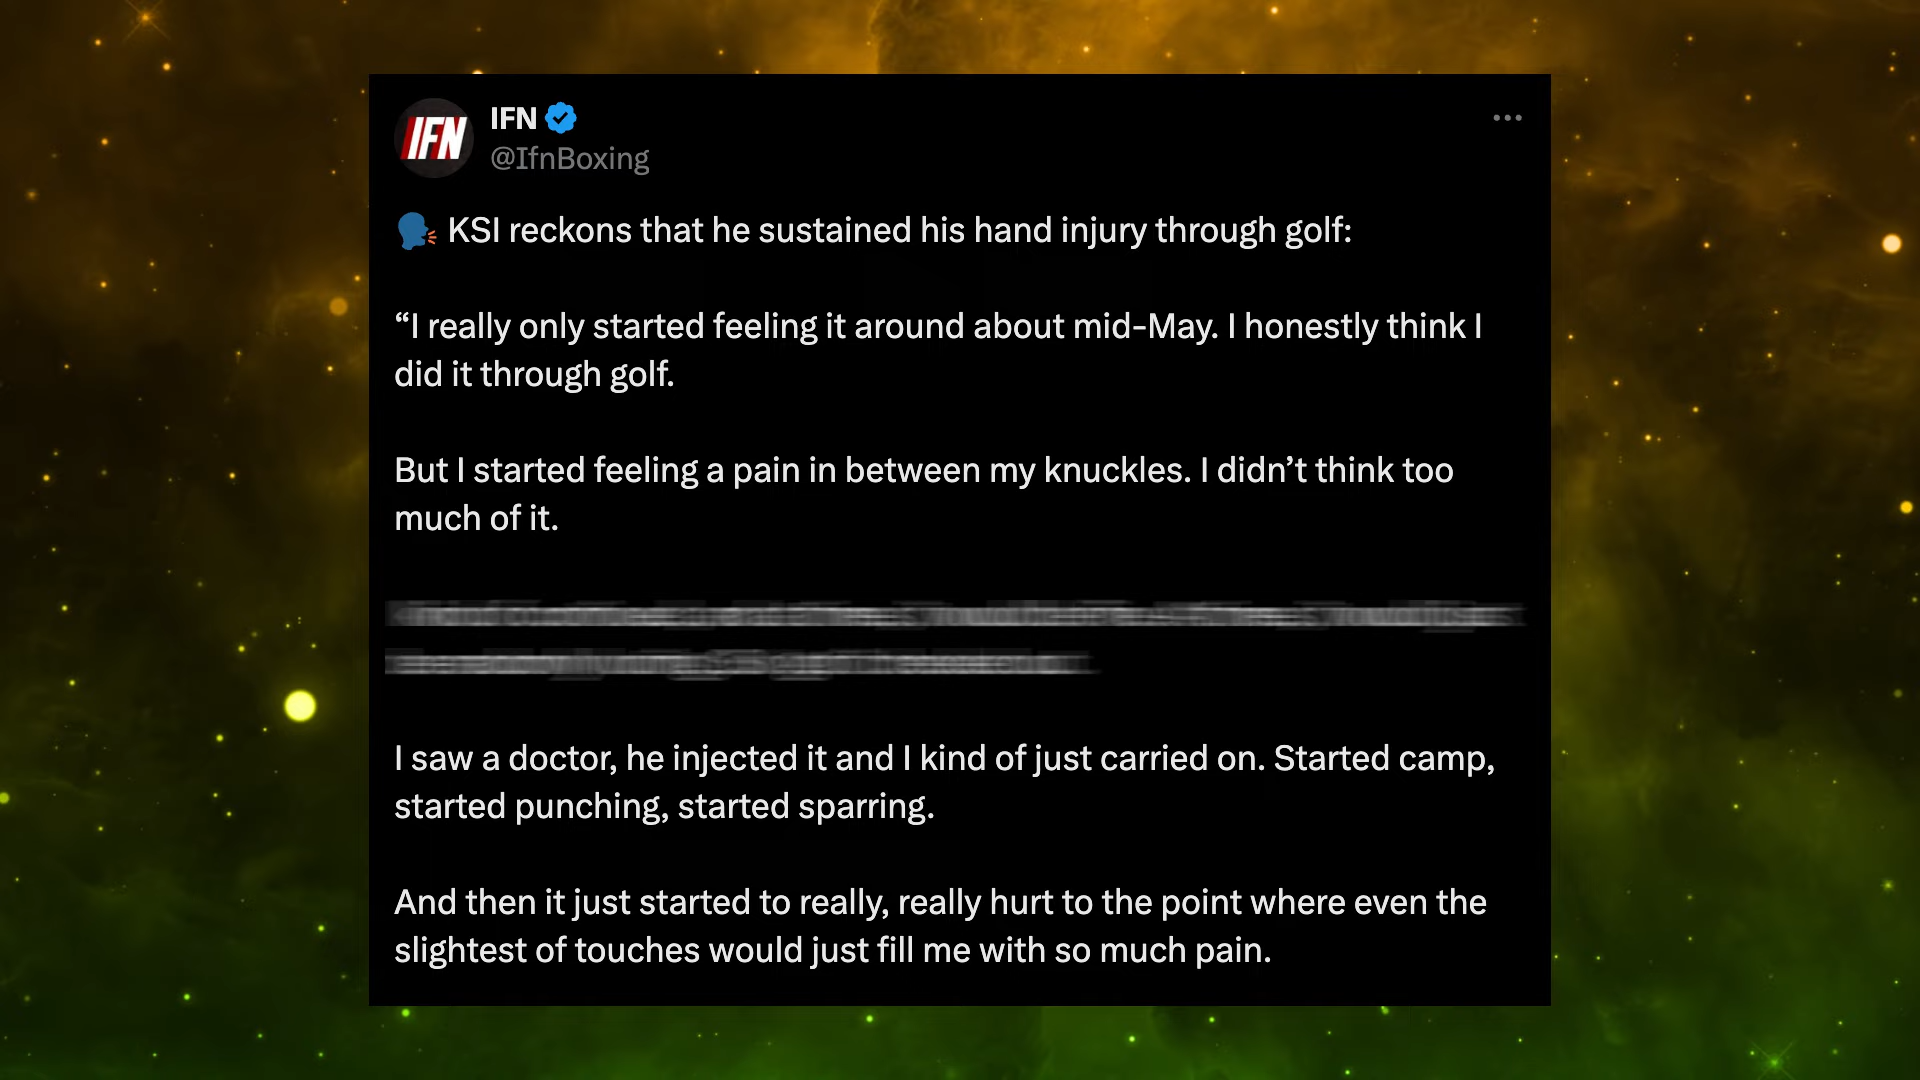 IFN
IFN
@IfnBoxing
🗣️ KSI reckons that he sustained his hand injury through golf:
“I really only started feeling it around about mid-May. I honestly think I
did it through golf.
But I started feeling a pain in between my knuckles. I didn’t think too
much of it.
I saw a doctor, he injected it and I kind of just carried on. Started camp,
started punching, started sparring.
And then it just started to really, really hurt to the point where even the
slightest of touches would just fill me with so much pain.